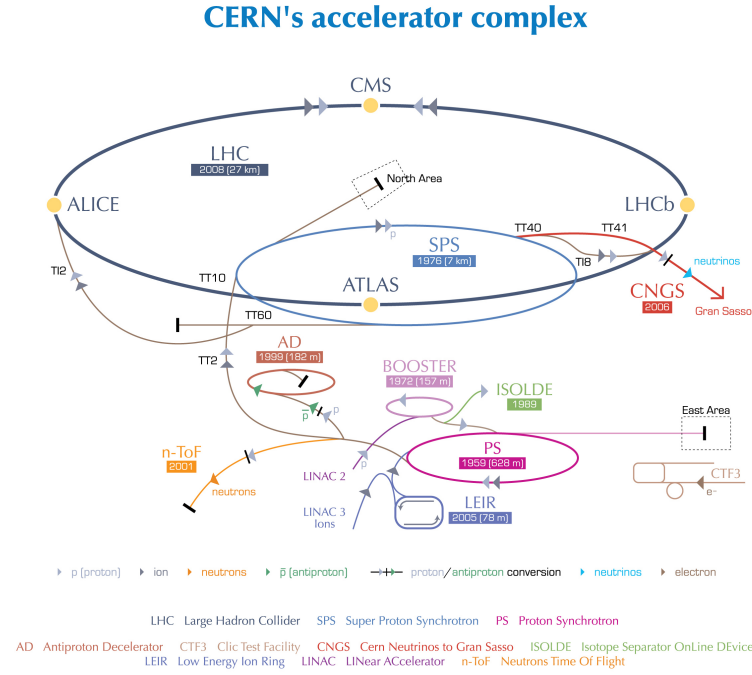 CERN's accelerator complex
CMS
LHC
2008 (27 km)
North Area
ALICE
LHCb
TT40
TT41
p
SPS
1976 (7 km)
TI8
neutrinos
TI2
TT10
ATLAS
CNGS
2006
Gran Sasso
TT60
AD
1999 (182 m)
TT2
BOOSTER
1972 (157 m)
ISOLDE
1989
p̅
p
East Area
n-ToF
2001
PS
1959 (628 m)
p
LINAC 2
CTF3
e-
neutrons
LEIR
2005 (78 m)
LINAC 3
Ions
p (proton) ion neutrons p̅ (antiproton) proton/antiproton conversion neutrinos electron
LHC Large Hadron Collider SPS Super Proton Synchrotron PS Proton Synchrotron
AD Antiproton Decelerator CTF3 Clic Test Facility CNGS Cern Neutrinos to Gran Sasso ISOLDE Isotope Separator OnLine DEvice
LEIR Low Energy Ion Ring LINAC LINear ACcelerator n-ToF Neutrons Time Of Flight